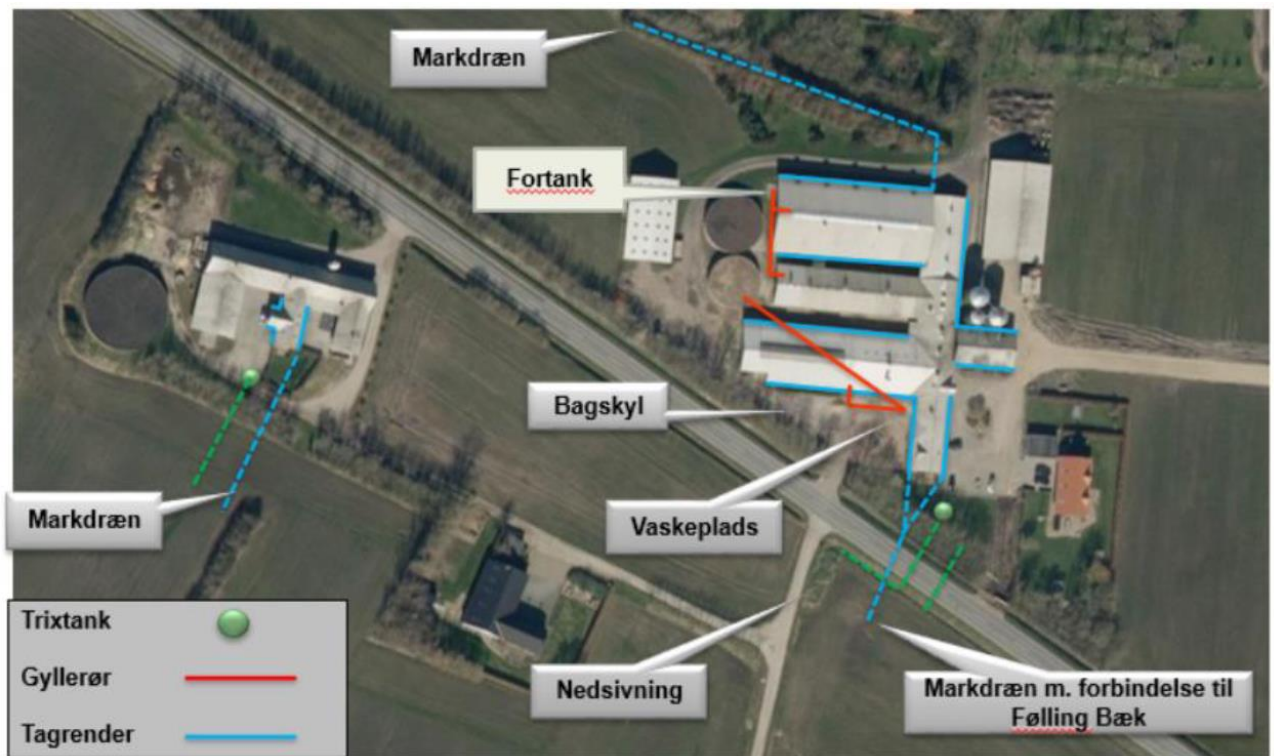 Markdræn
Fortank
Bagskyl
Markdræn
Vaskeplads
Nedsivning
Markdræn m. forbindelse til
Følling Bæk
Trixtank
Gyllerør
Tagrender